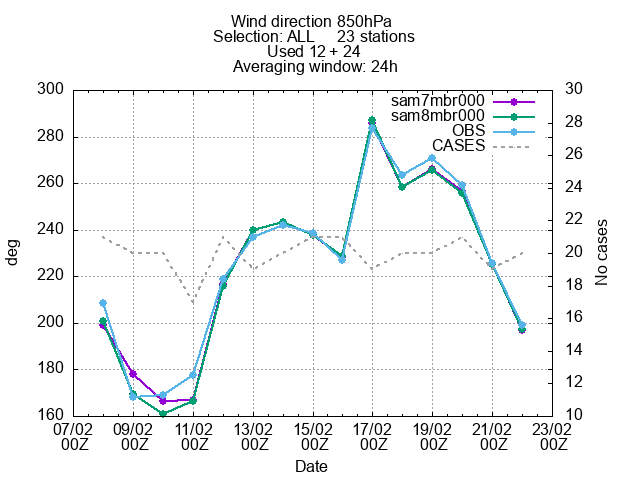 Wind direction 850hPa
Selection: ALL 23 stations
Used 12 + 24
Averaging window: 24h
sam7mbr000
sam8mbr000
OBS
CASES
300
280
260
240
220
200
180
160
deg
30
28
26
24
22
20
18
16
14
12
10
No cases
07/02 09/02 11/02 13/02 15/02 17/02 19/02 21/02 23/02
00Z 00Z 00Z 00Z 00Z 00Z 00Z 00Z 00Z
Date